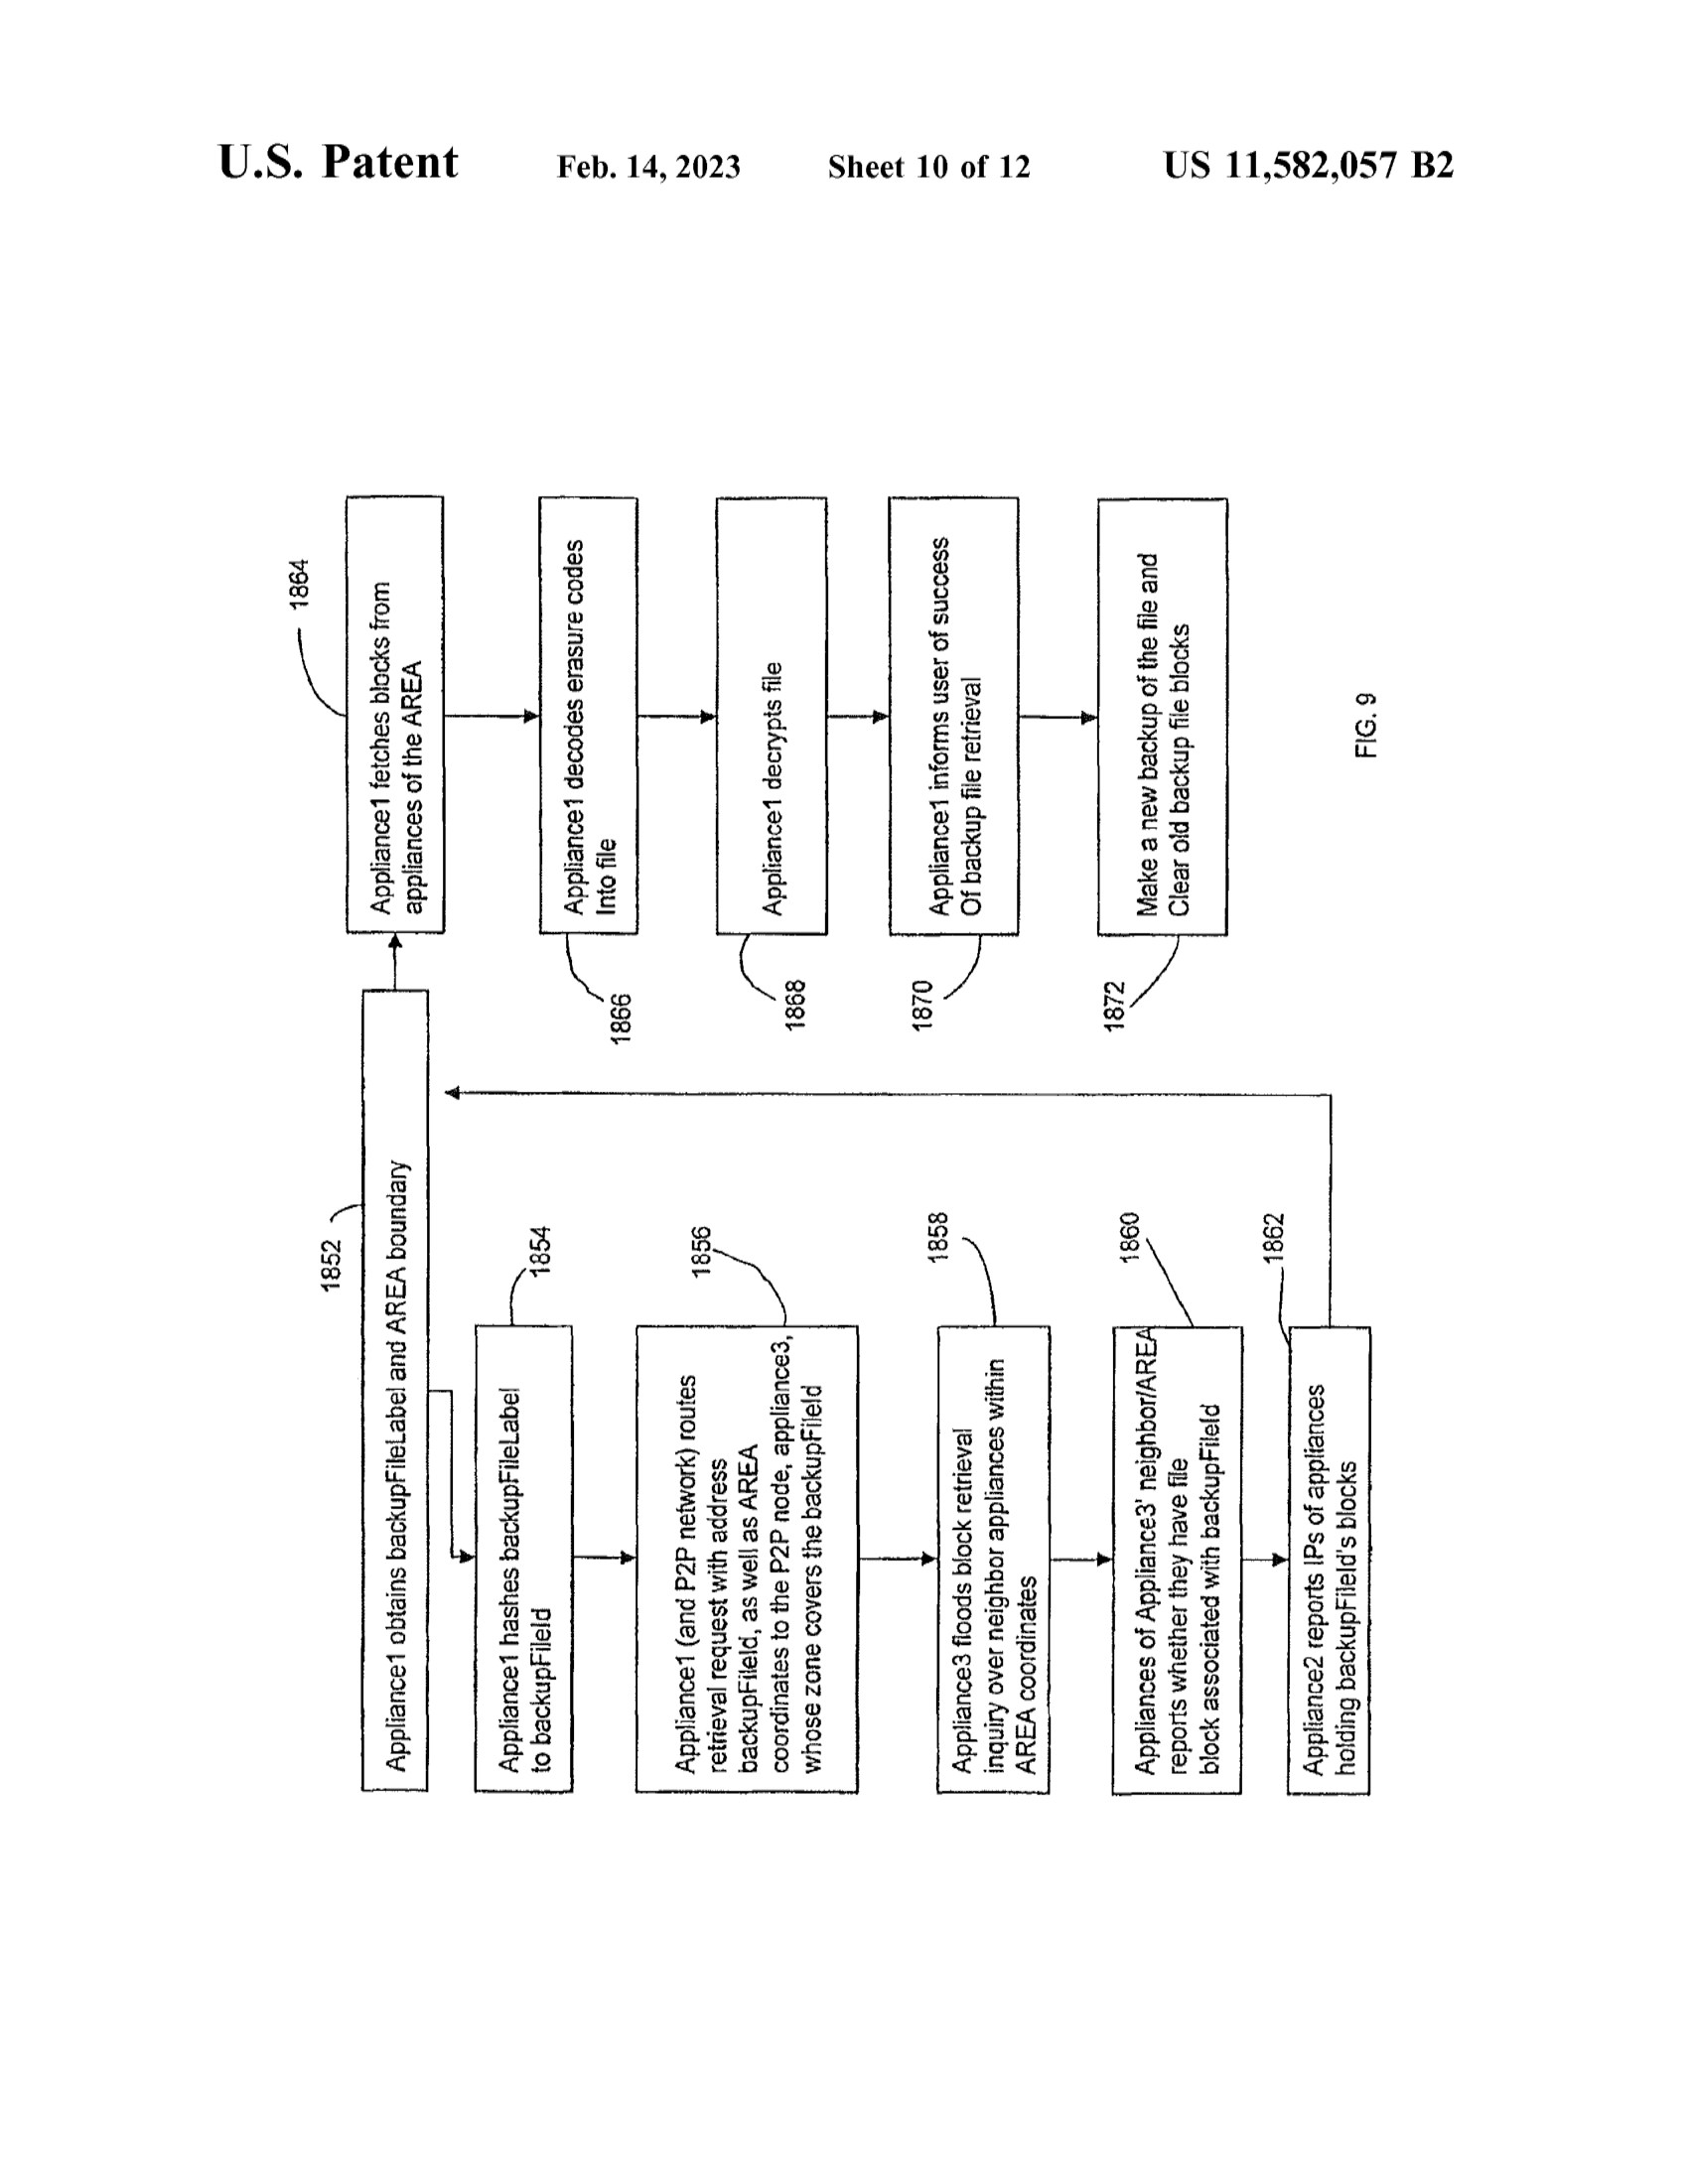 U.S. Patent
Feb. 14, 2023
Sheet 10 of 12
US 11,582,057 B2
1852
Appliance1 obtains backupFileLabel and AREA boundary
1854
Appliance1 hashes backupFileLabel
to backupFileId
1856
Appliance1 (and P2P network) routes
retrieval request with address
backupFileId, as well as AREA
coordinates to the P2P node, appliance3,
whose zone covers the backupFileId
1858
Appliance3 floods block retrieval
inquiry over neighbor appliances within
AREA coordinates
1860
Appliances of Appliance3' neighbor/AREA
reports whether they have file
block associated with backupFileId
1862
Appliance2 reports IPs of appliances
holding backupFileId's blocks
1864
Appliance1 fetches blocks from
appliances of the AREA
1866
Appliance1 decodes erasure codes
Into file
1868
Appliance1 decrypts file
1870
Appliance1 informs user of success
Of backup file retrieval
1872
Make a new backup of the file and
Clear old backup file blocks
FIG. 9